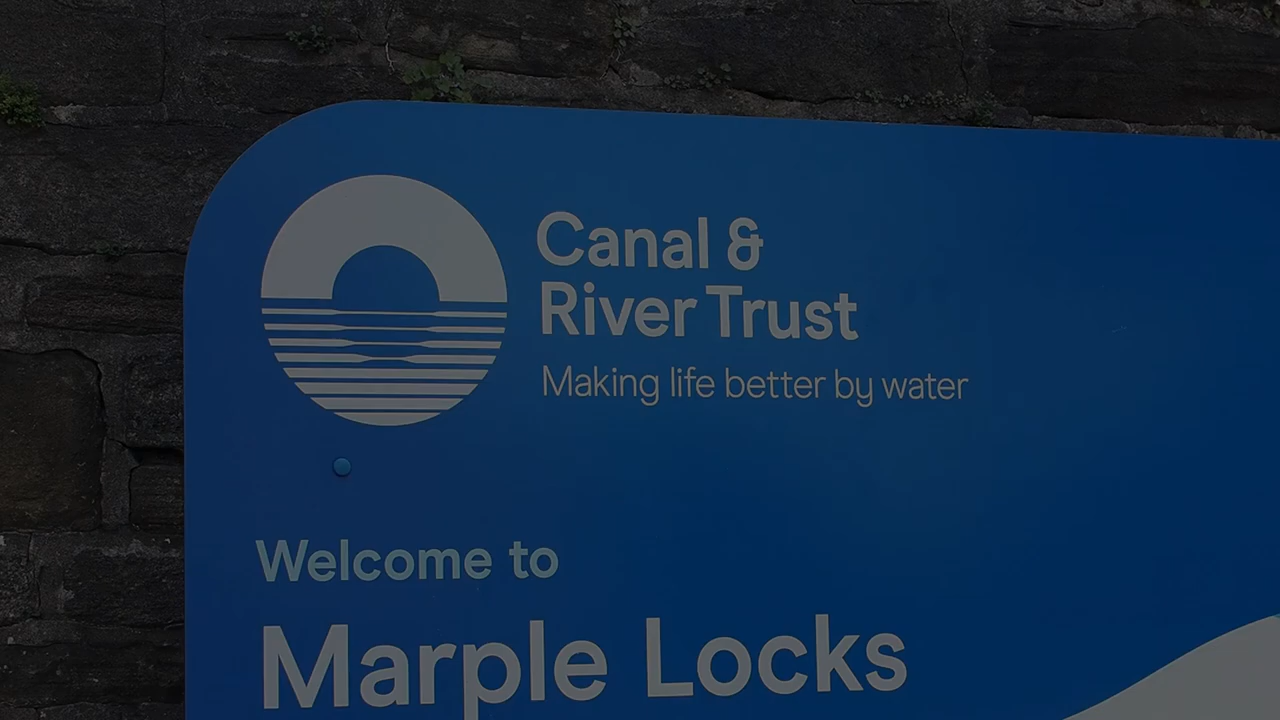 Canal &
River Trust
Making life better by water
Welcome to
Marple Locks